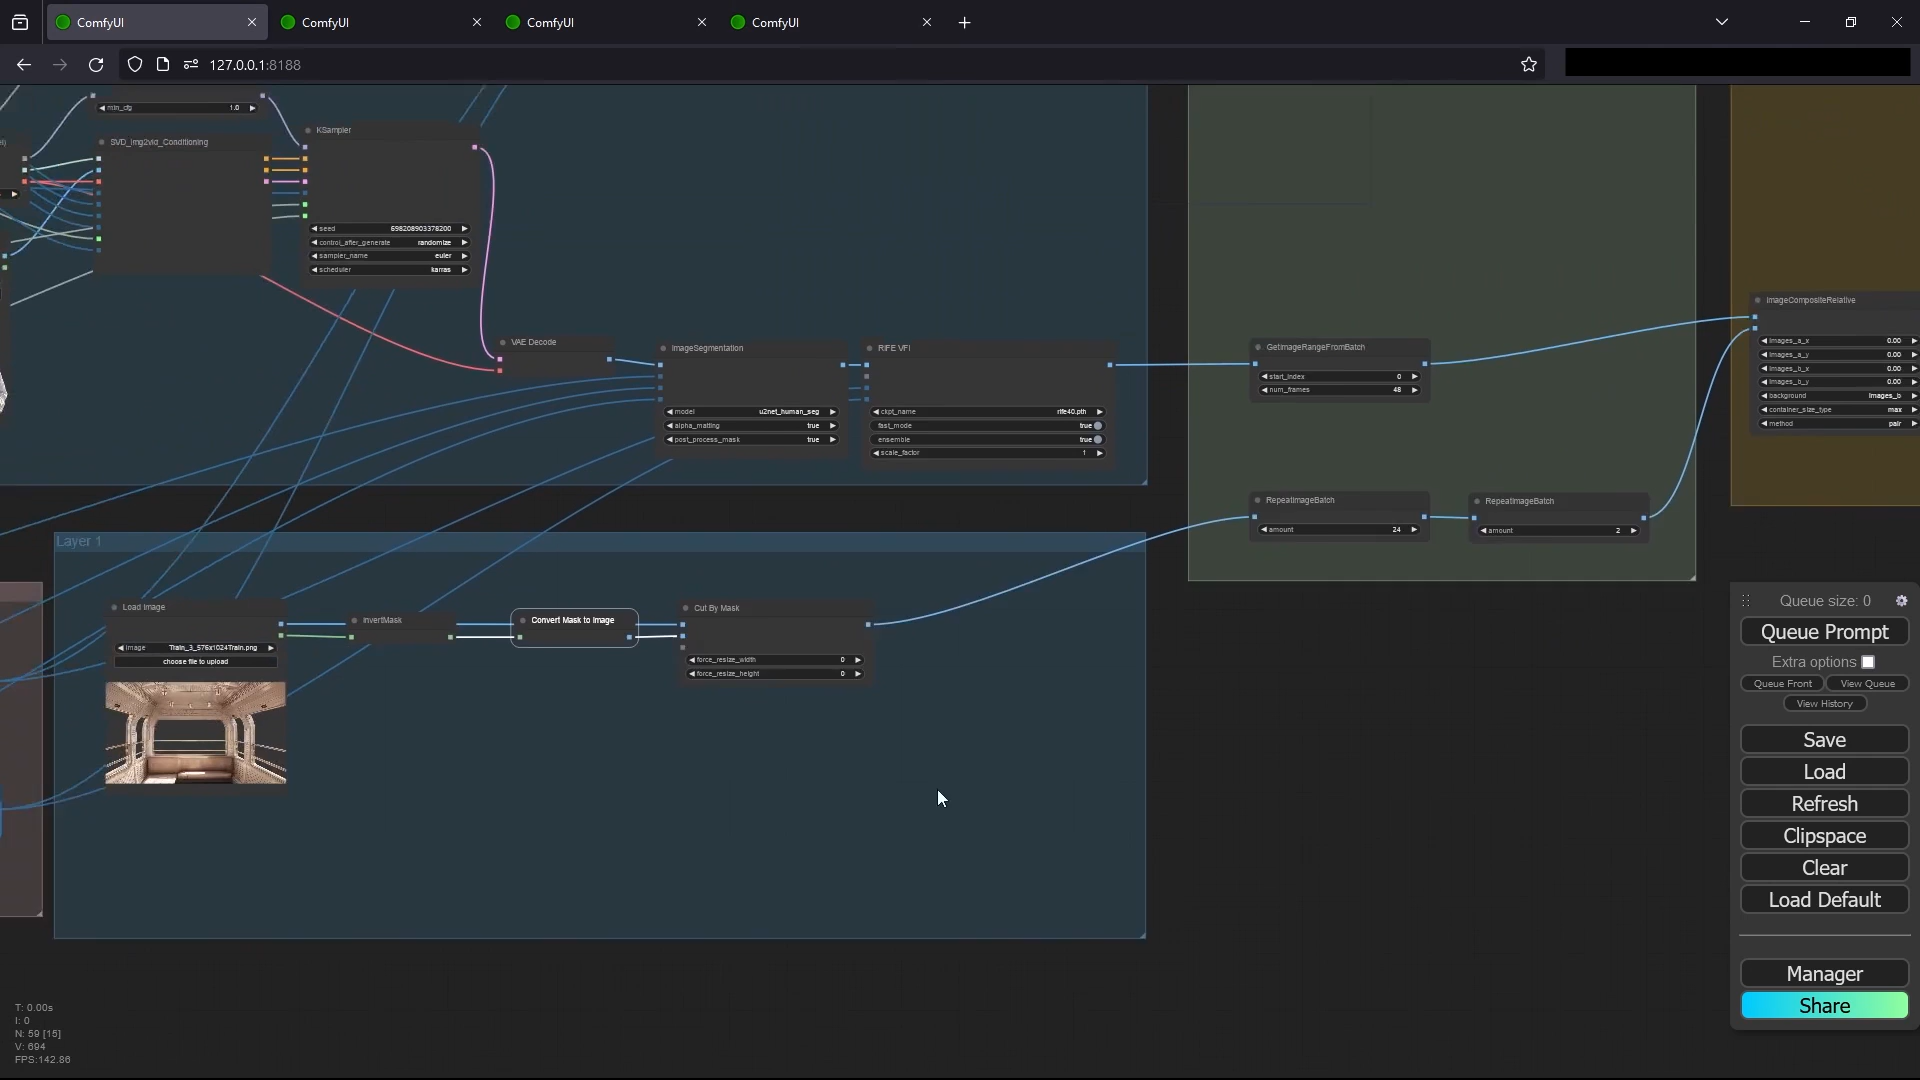 ComfyUI
ComfyUI
ComfyUI
ComfyUI
127.0.0.1:8188
min_cfg 1.0
SVD_img2vid_Conditioning
KSampler
seed 698208903378200
control_after_generate randomize
sampler_name euler
scheduler karras
VAE Decode
ImageSegmentation
model u2net_human_seg
alpha_matting true
post_process_mask true
RIFE VFI
ckpt_name rife40.pth
fast_mode true
ensemble true
scale_factor 1
GetImageRangeFromBatch
start_index 0
num_frames 48
RepeatImageBatch
amount 24
RepeatImageBatch
amount 2
ImageCompositeRelative
images_a_x 0.00
images_a_y 0.00
images_b_x 0.00
images_b_y 0.00
background images_b
container_size_type max
method pair
Layer 1
Load Image
image Train_3_576x1024Train.png
choose file to upload
InvertMask
Convert Mask to Image
Cut By Mask
force_resize_width 0
force_resize_height 0
Queue size: 0
Queue Prompt
Extra options
Queue Front
View Queue
View History
Save
Load
Refresh
Clipspace
Clear
Load Default
Manager
Share
T: 0.00s
I: 0
N: 59 [15]
V: 694
FPS:142.86